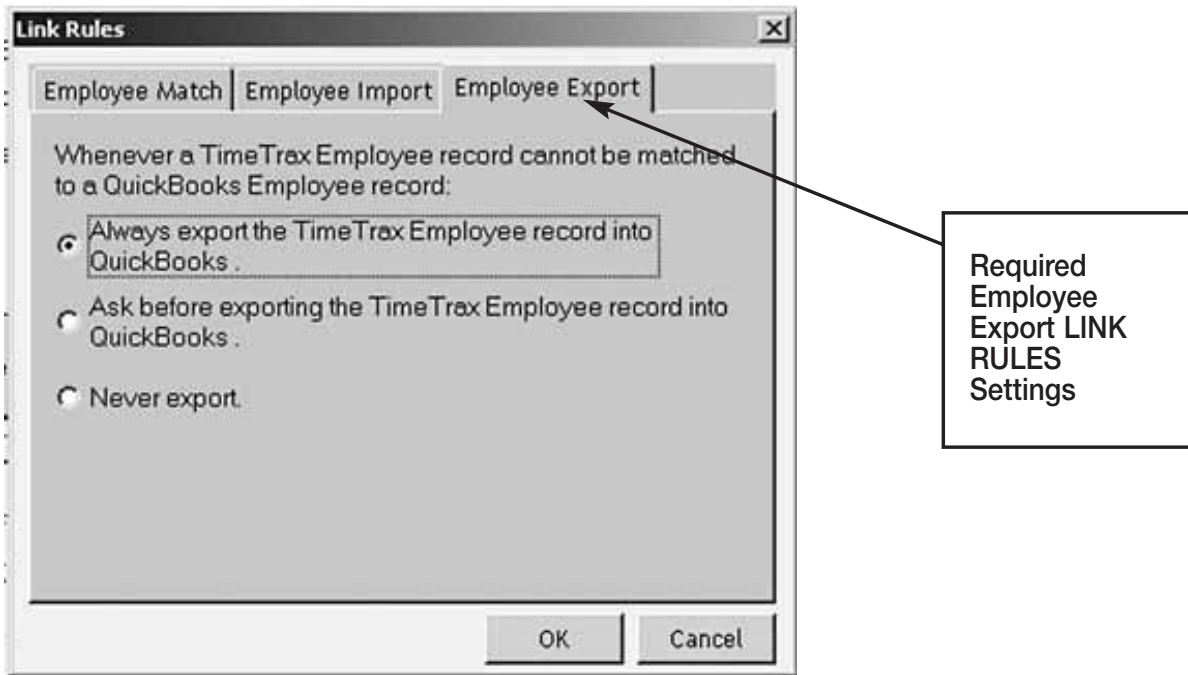 Link Rules
Employee Match Employee Import Employee Export
Whenever a TimeTrax Employee record cannot be matched
to a QuickBooks Employee record:
Always export the TimeTrax Employee record into
QuickBooks .
Ask before exporting the TimeTrax Employee record into
QuickBooks .
Never export.
OK Cancel
Required
Employee
Export LINK
RULES
Settings